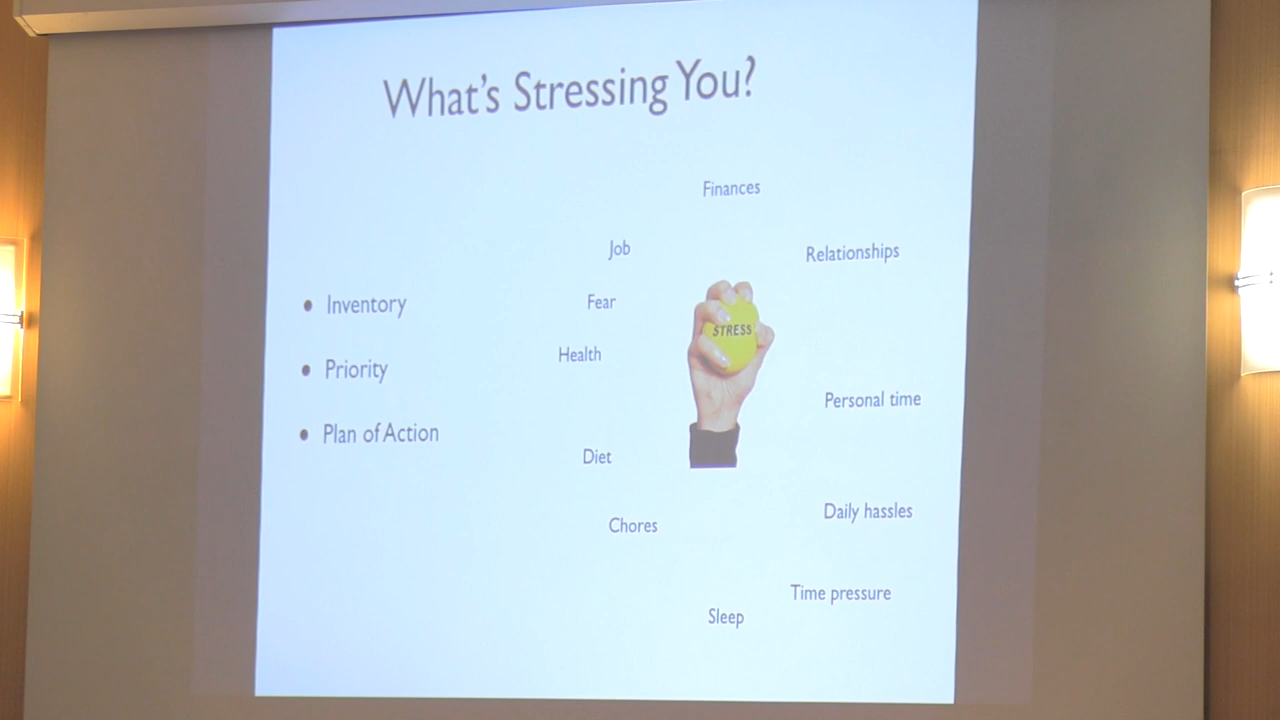 What's Stressing You?
• Inventory
• Priority
• Plan of Action
Finances
Job
Relationships
Fear
STRESS
Health
Personal time
Diet
Daily hassles
Chores
Time pressure
Sleep